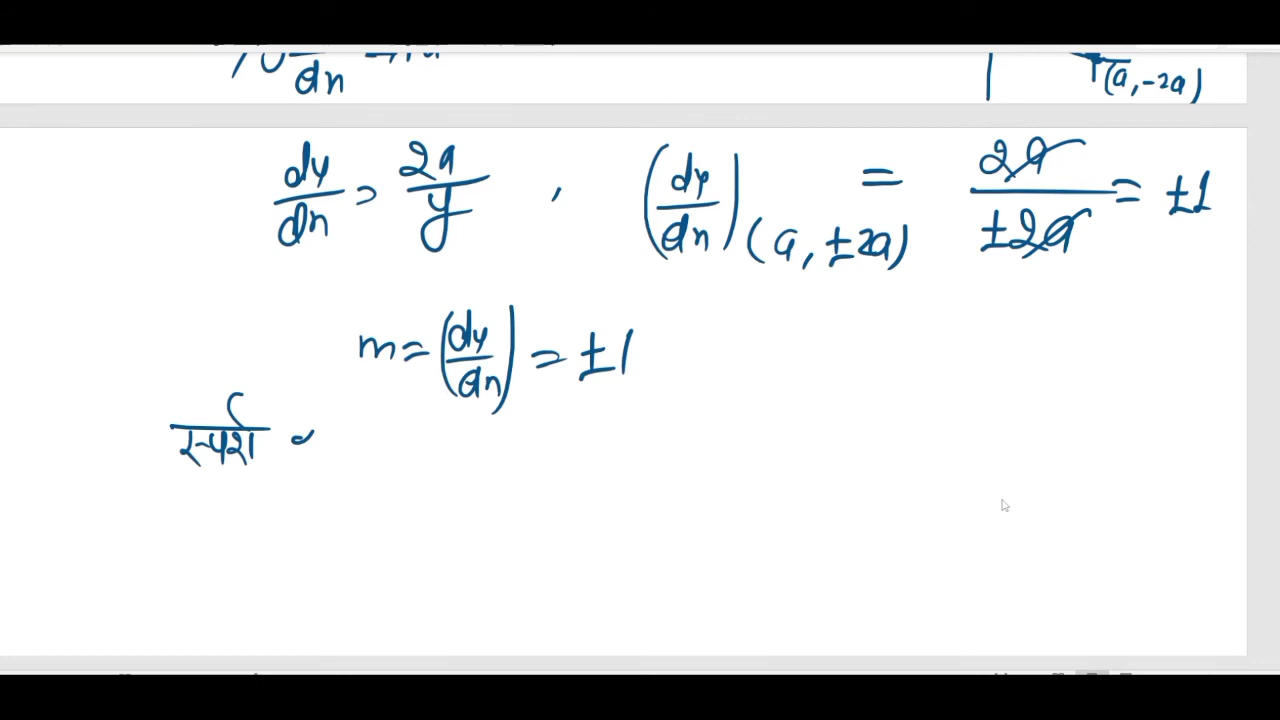 dy/dx = 2a/y , (dy/dx)(a, ±2a) = 2a/±2a = ±1
(a, -2a)
m = (dy/dx) = ±1
स्पर्श